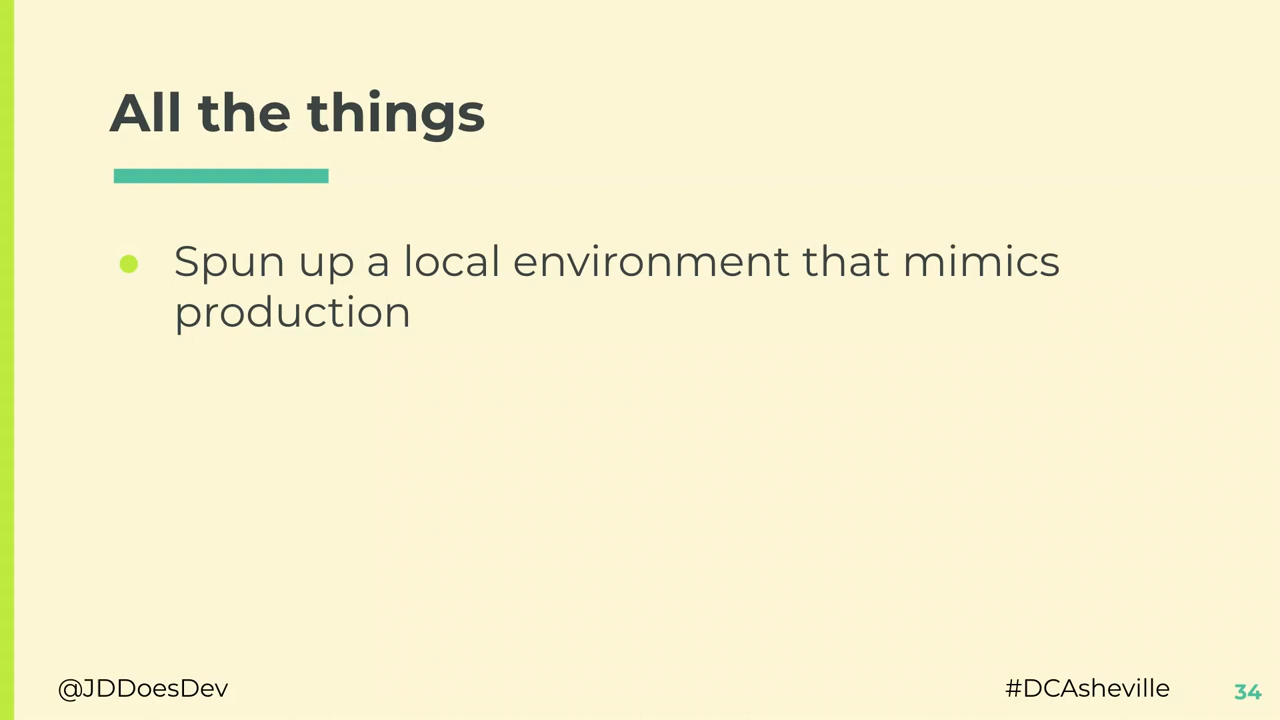 All the things
● Spun up a local environment that mimics
production
@JDDoesDev
#DCAsheville
34